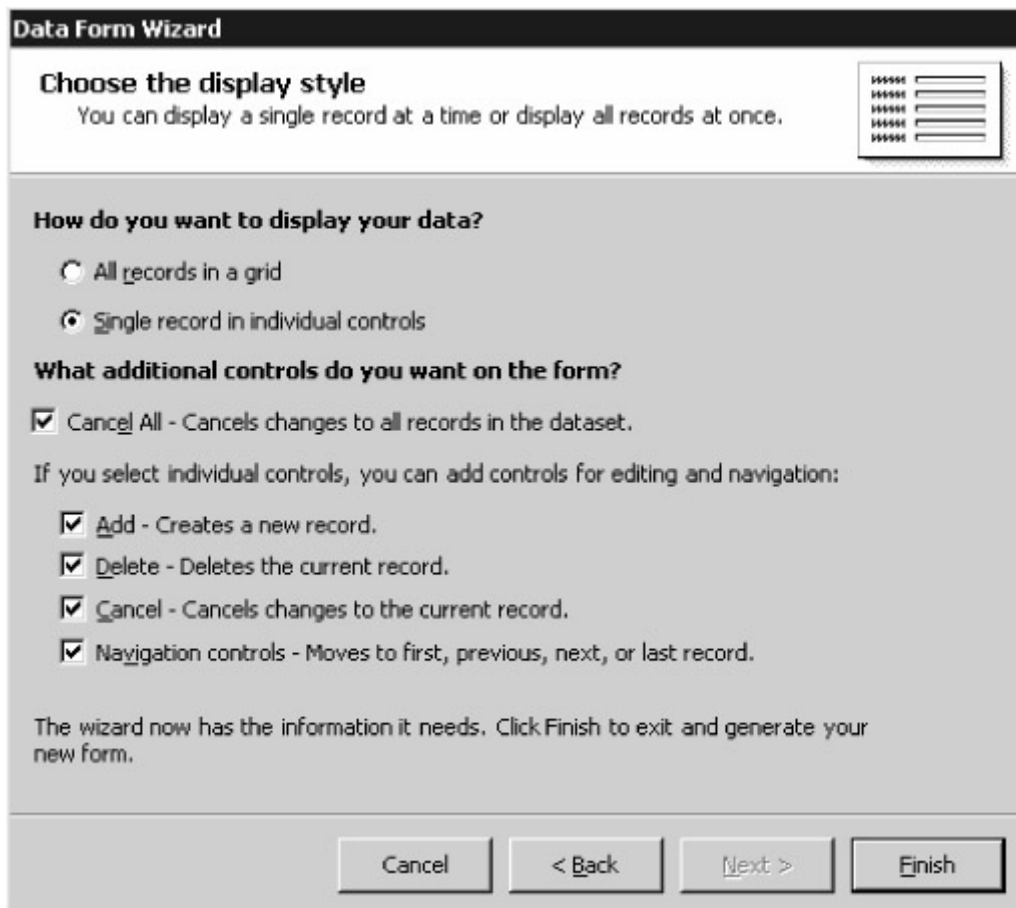 Data Form Wizard
Choose the display style
You can display a single record at a time or display all records at once.
How do you want to display your data?
All records in a grid
Single record in individual controls
What additional controls do you want on the form?
Cancel All - Cancels changes to all records in the dataset.
If you select individual controls, you can add controls for editing and navigation:
Add - Creates a new record.
Delete - Deletes the current record.
Cancel - Cancels changes to the current record.
Navigation controls - Moves to first, previous, next, or last record.
The wizard now has the information it needs. Click Finish to exit and generate your
new form.
Cancel
< Back
Next >
Finish